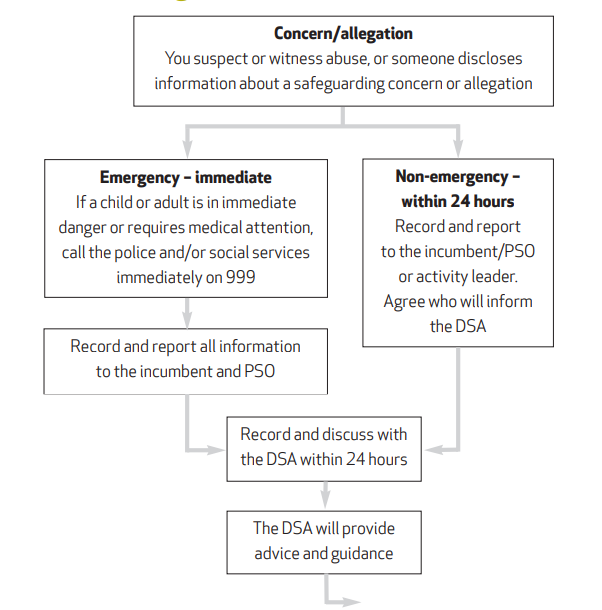 Concern/allegation
You suspect or witness abuse, or someone discloses
information about a safeguarding concern or allegation
Emergency – immediate
If a child or adult is in immediate
danger or requires medical attention,
call the police and/or social services
immediately on 999
Non-emergency –
within 24 hours
Record and report
to the incumbent/PSO
or activity leader.
Agree who will inform
the DSA
Record and report all information
to the incumbent and PSO
Record and discuss with
the DSA within 24 hours
The DSA will provide
advice and guidance